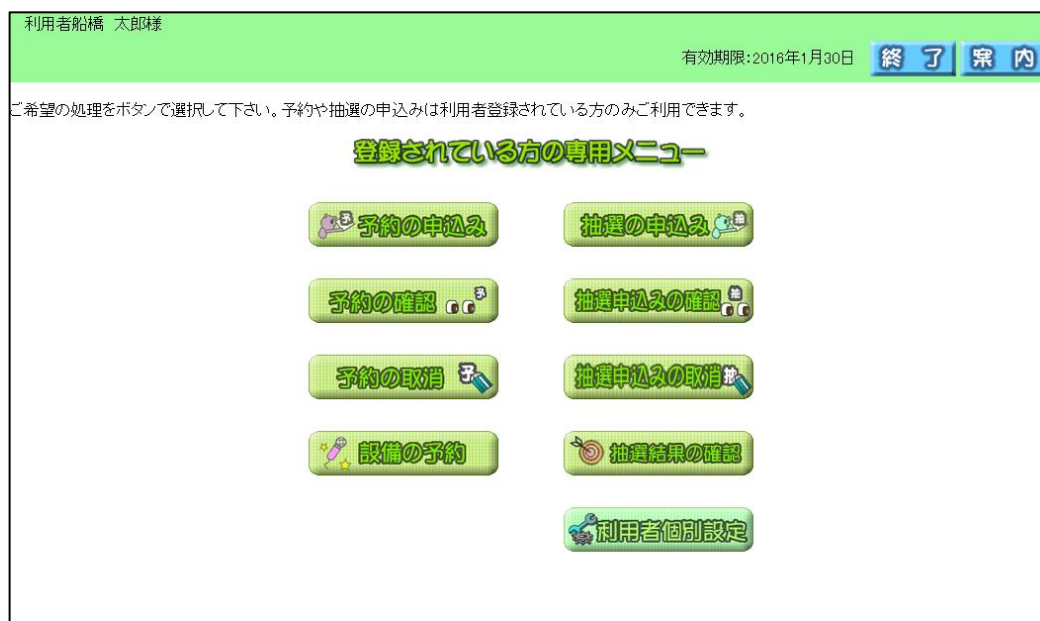 利用者船橋 太郎様
有効期限:2016年1月30日 終 了 案 内
ご希望の処理をボタンで選択して下さい。予約や抽選の申込みは利用者登録されている方のみご利用できます。
登録されている方の専用メニュー
予 予約の申込み 抽選の申込み 抽
予約の確認 予 抽選申込みの確認 抽
予約の取消 予 抽選申込みの取消 抽
設備の予約 抽選結果の確認
利用者個別設定